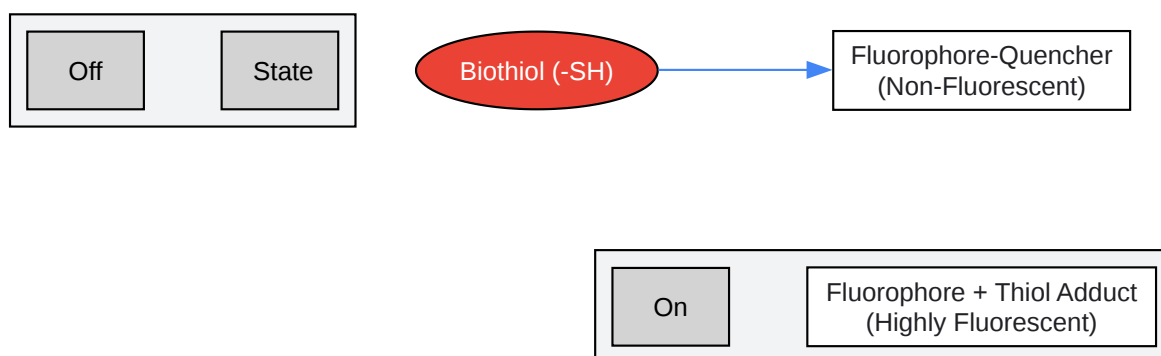 Off
State
Biothiol (-SH)
Fluorophore-Quencher
(Non-Fluorescent)
On
Fluorophore + Thiol Adduct
(Highly Fluorescent)